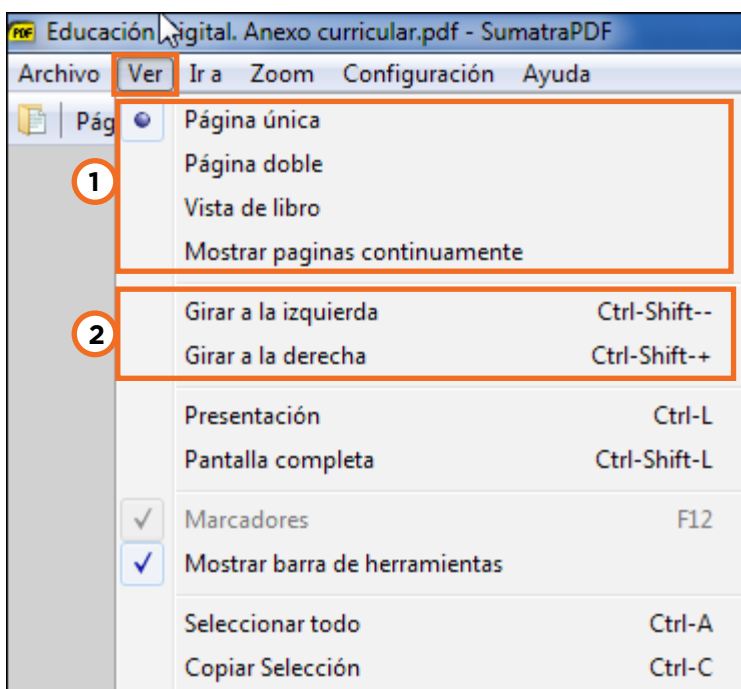 PDF Educación Digital. Anexo curricular.pdf - SumatraPDF
Archivo Ver Ir a Zoom Configuración Ayuda
Pág
1
Página única
Página doble
Vista de libro
Mostrar paginas continuamente
2
Girar a la izquierda Ctrl-Shift--
Girar a la derecha Ctrl-Shift-+
Presentación Ctrl-L
Pantalla completa Ctrl-Shift-L
Marcadores F12
Mostrar barra de herramientas
Seleccionar todo Ctrl-A
Copiar Selección Ctrl-C